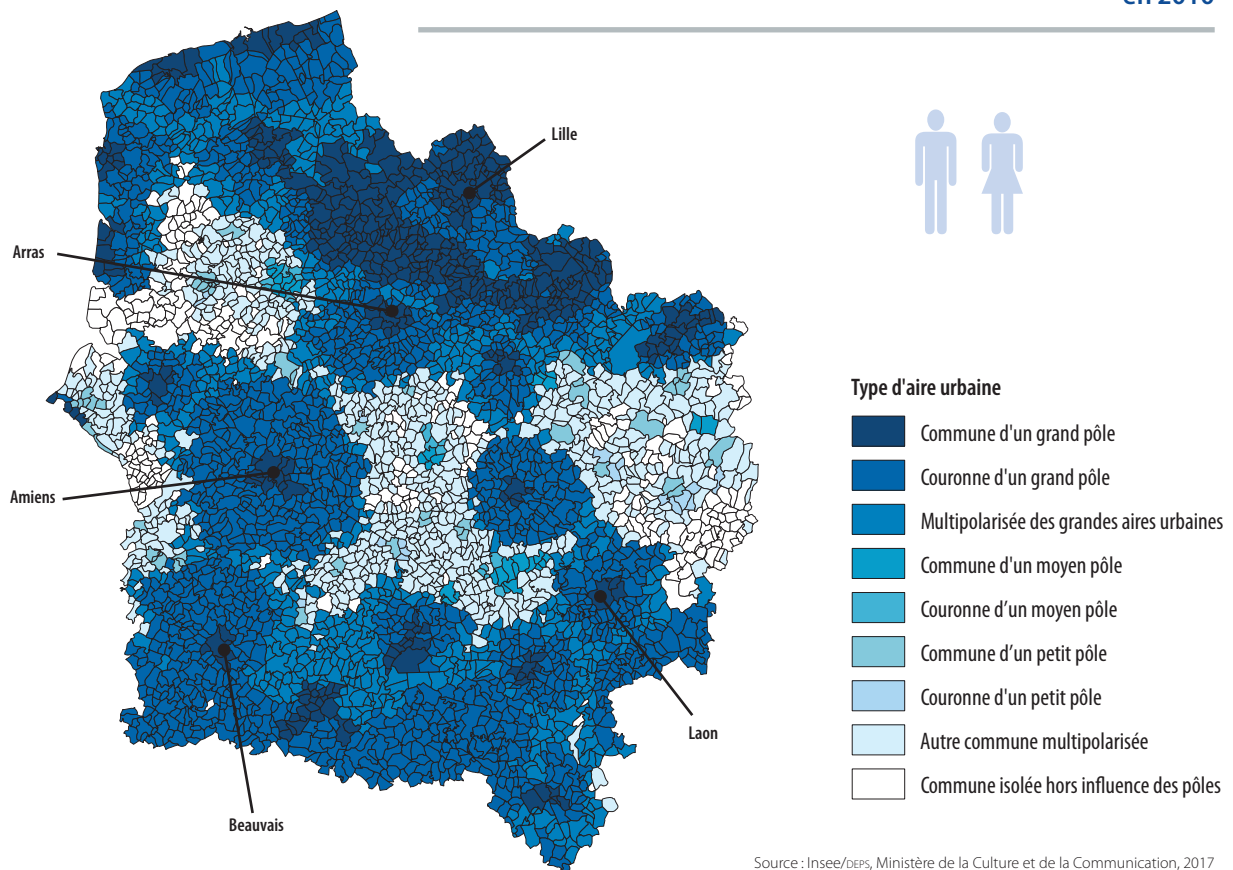 en 2010
Lille
Arras
Amiens
Laon
Beauvais
Type d'aire urbaine
Commune d'un grand pôle
Couronne d'un grand pôle
Multipolarisée des grandes aires urbaines
Commune d'un moyen pôle
Couronne d'un moyen pôle
Commune d'un petit pôle
Couronne d'un petit pôle
Autre commune multipolarisée
Commune isolée hors influence des pôles
Source : Insee/DEPS, Ministère de la Culture et de la Communication, 2017